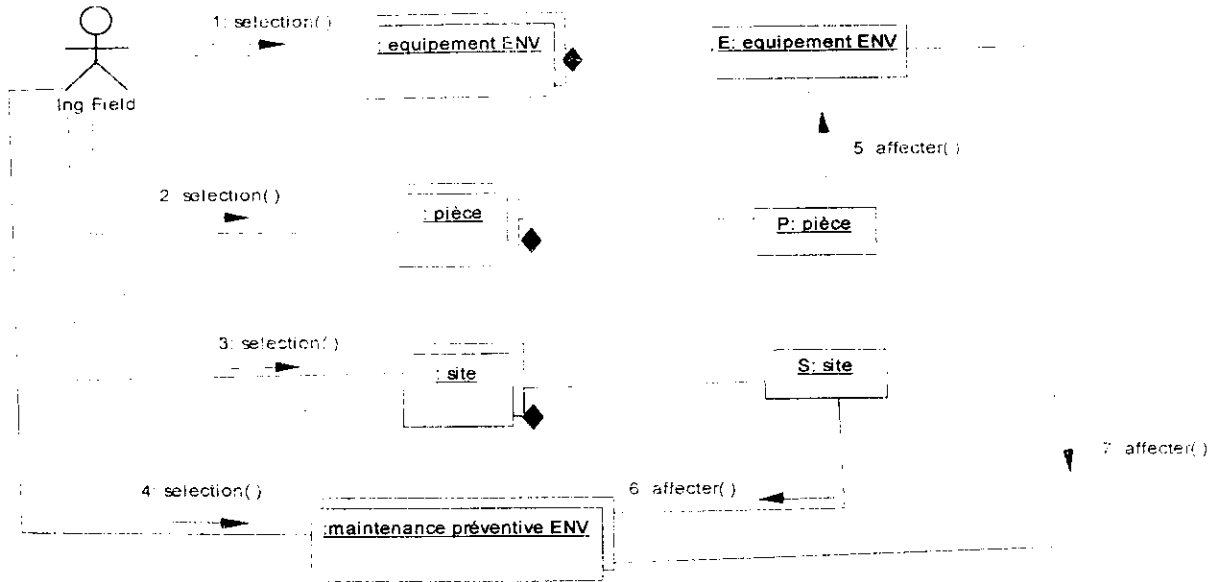 1: selection()
: equipement ENV
E: equipement ENV
Ing Field
5 affecter()
2 selection()
: pièce
P: pièce
3: selection()
: site
S: site
7 affecter()
4: selection()
6 affecter()
:maintenance préventive ENV